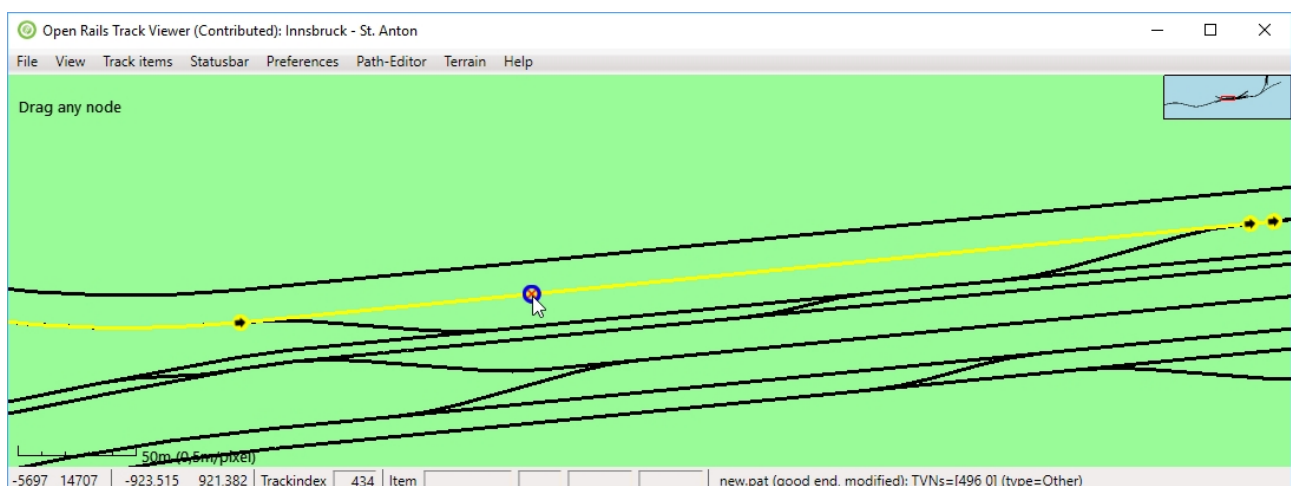 Open Rails Track Viewer (Contributed): Innsbruck - St. Anton
File View Track items Statusbar Preferences Path-Editor Terrain Help
Drag any node
50m (0,5m/pixel)
-5697 14707 -923.515 921.382 Trackindex 434 Item new.pat (good end, modified): TVNs=[496 0] (type=Other)